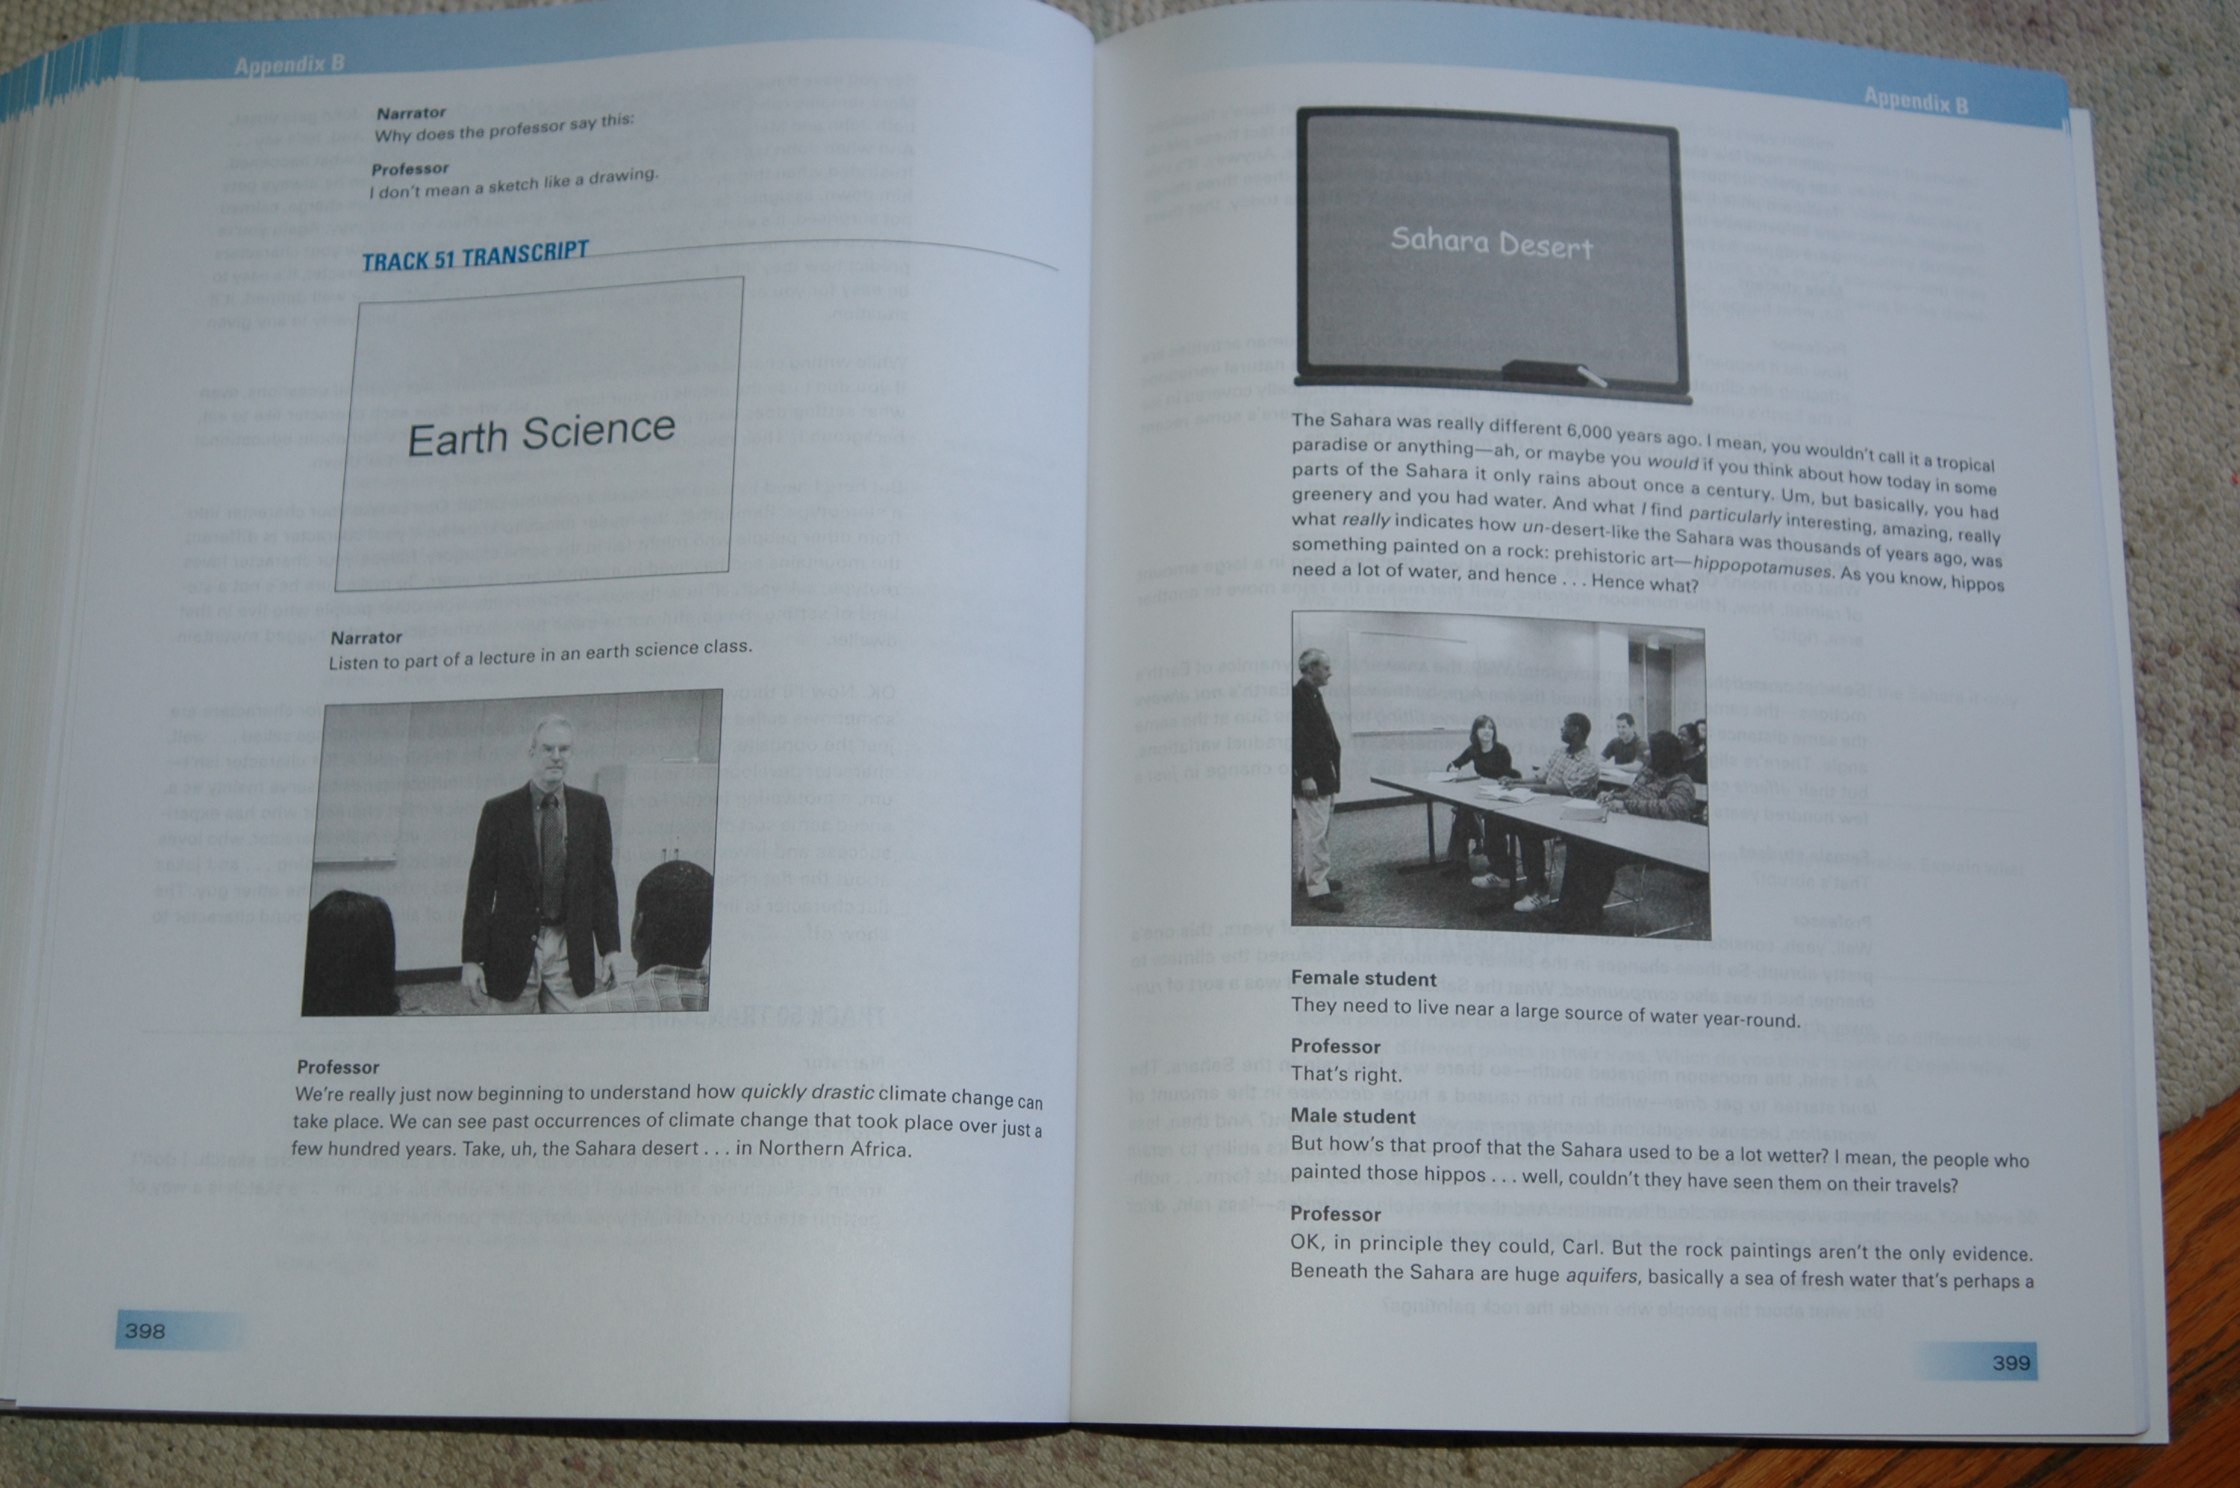 Appendix B
Narrator
Why does the professor say this:
Professor
I don't mean a sketch like a drawing.
TRACK 51 TRANSCRIPT
Earth Science
Narrator
Listen to part of a lecture in an earth science class.
Professor
We're really just now beginning to understand how quickly drastic climate change can
take place. We can see past occurrences of climate change that took place over just a
few hundred years. Take, uh, the Sahara desert . . . in Northern Africa.
398
Appendix B
Sahara Desert
The Sahara was really different 6,000 years ago. I mean, you wouldn't call it a tropical
paradise or anything—ah, or maybe you would if you think about how today in some
parts of the Sahara it only rains about once a century. Um, but basically, you had
greenery and you had water. And what I find particularly interesting, amazing, really
what really indicates how un-desert-like the Sahara was thousands of years ago, was
something painted on a rock: prehistoric art—hippopotamuses. As you know, hippos
need a lot of water, and hence . . . Hence what?
Female student
They need to live near a large source of water year-round.
Professor
That's right.
Male student
But how's that proof that the Sahara used to be a lot wetter? I mean, the people who
painted those hippos . . . well, couldn't they have seen them on their travels?
Professor
OK, in principle they could, Carl. But the rock paintings aren't the only evidence.
Beneath the Sahara are huge aquifers, basically a sea of fresh water that's perhaps a
399